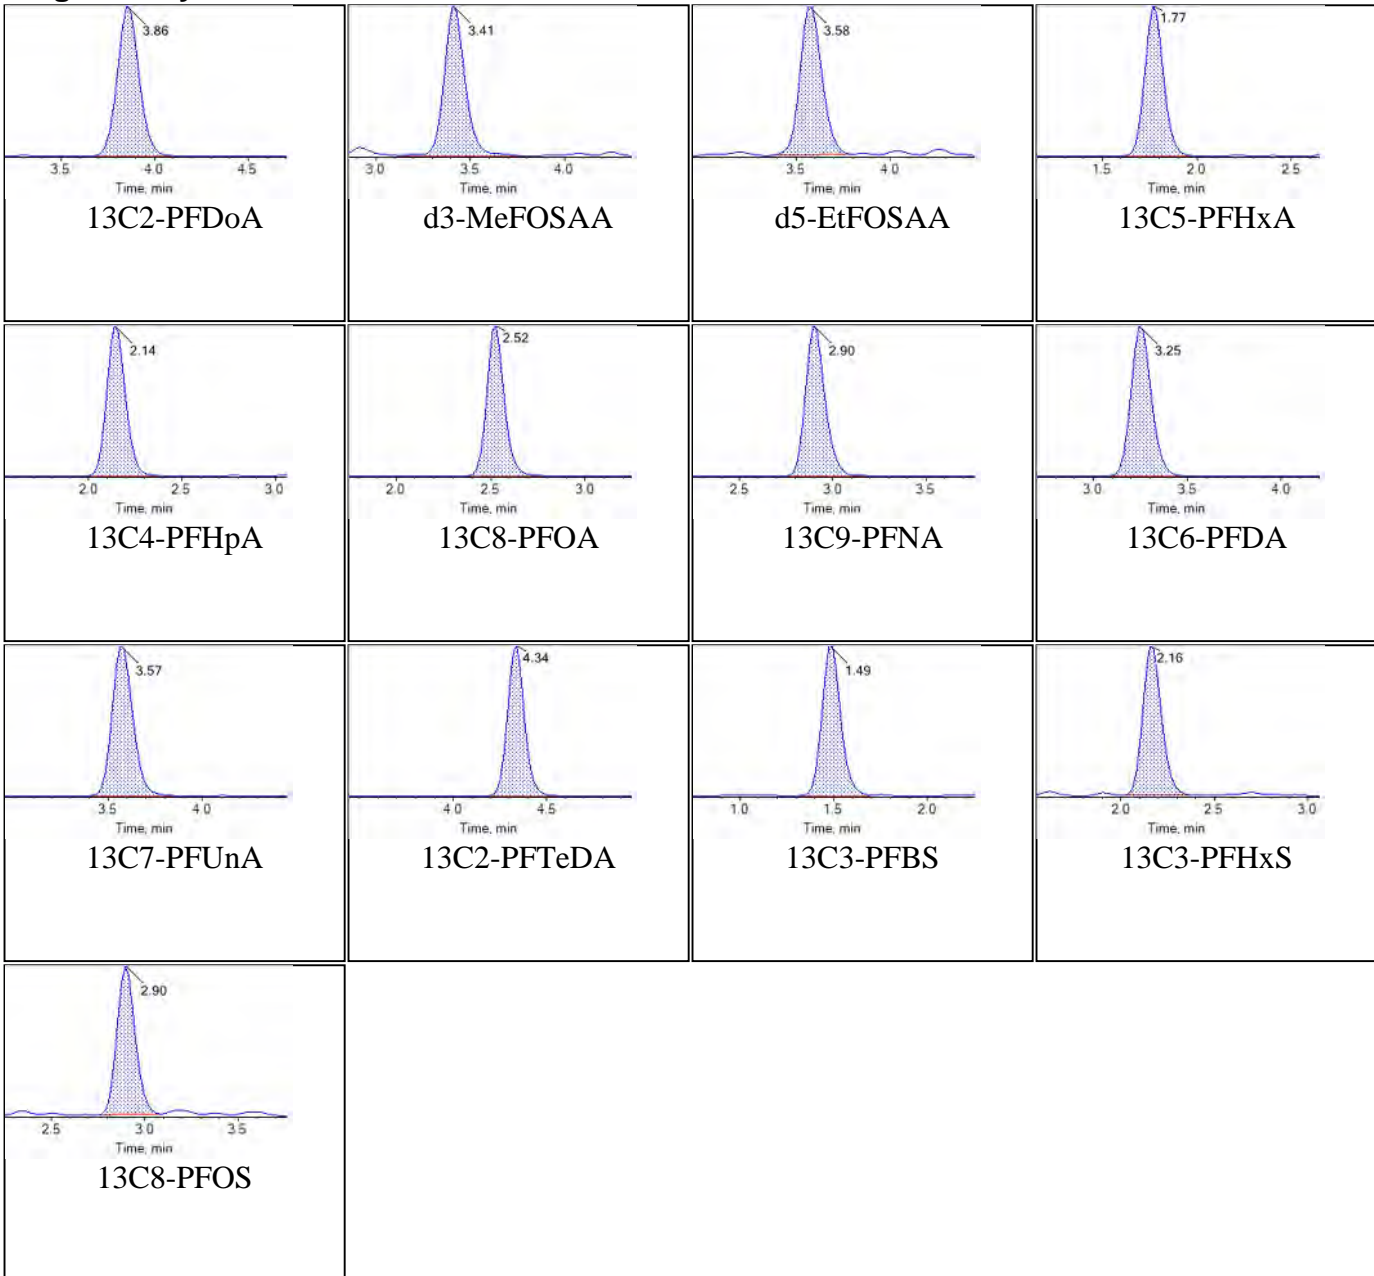 3.86
3.5 4.0 4.5
Time, min
13C2-PFDoA
3.41
3.0 3.5 4.0
Time, min
d3-MeFOSAA
3.58
3.5 4.0
Time, min
d5-EtFOSAA
1.77
1.5 2.0 2.5
Time, min
13C5-PFHxA
2.14
2.0 2.5 3.0
Time, min
13C4-PFHpA
2.52
2.0 2.5 3.0
Time, min
13C8-PFOA
2.90
2.5 3.0 3.5
Time, min
13C9-PFNA
3.25
3.0 3.5 4.0
Time, min
13C6-PFDA
3.57
3.5 4.0
Time, min
13C7-PFUnA
4.34
4.0 4.5
Time, min
13C2-PFTeDA
1.49
1.0 1.5 2.0
Time, min
13C3-PFBS
2.16
2.0 2.5 3.0
Time, min
13C3-PFHxS
2.90
2.5 3.0 3.5
Time, min
13C8-PFOS